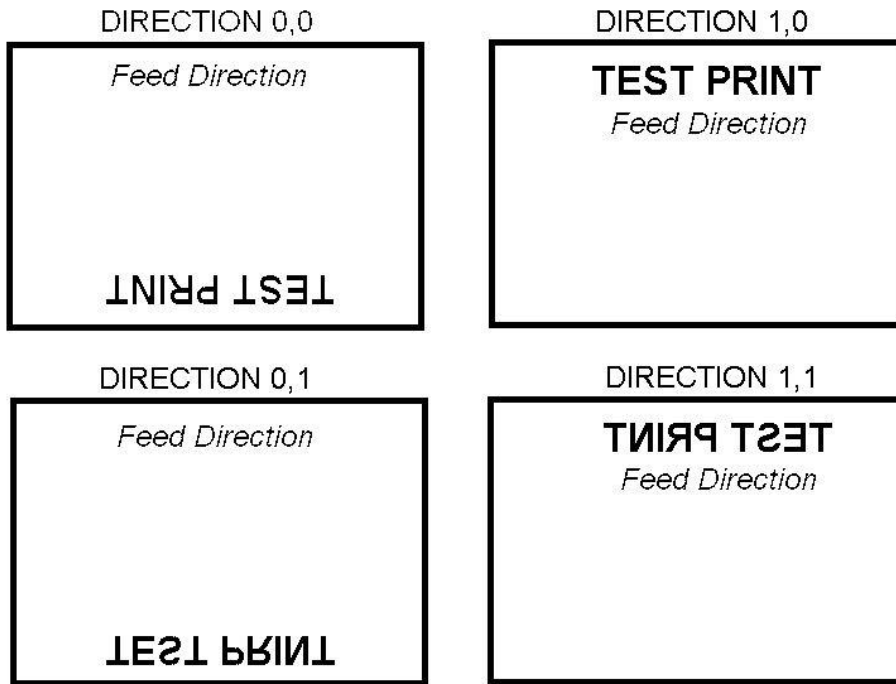 DIRECTION 0,0
Feed Direction
TEST PRINT
DIRECTION 1,0
TEST PRINT
Feed Direction
DIRECTION 0,1
Feed Direction
TEST PRINT
DIRECTION 1,1
TEST PRINT
Feed Direction